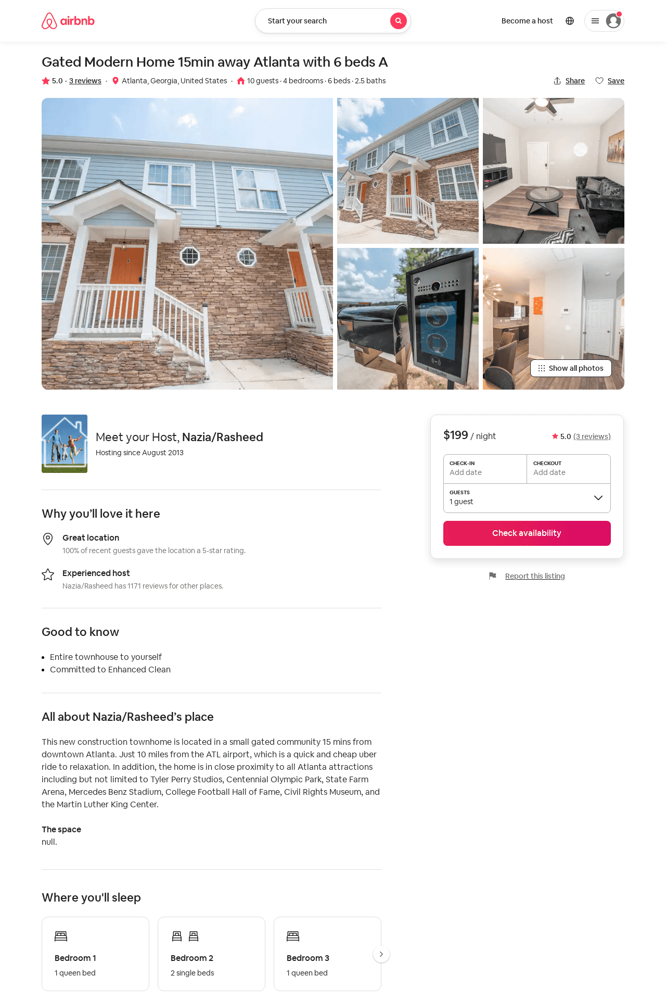 airbnb
Start your search
Become a host
Gated Modern Home 15min away Atlanta with 6 beds A
5.0 · 3 reviews · Atlanta, Georgia, United States · 10 guests · 4 bedrooms · 6 beds · 2.5 baths
Share
Save
CALL
cellgate
Show all photos
Meet your Host, Nazia/Rasheed
Hosting since August 2013
$199 / night
5.0 (3 reviews)
CHECK-IN
Add date
CHECKOUT
Add date
GUESTS
1 guest
Check availability
Report this listing
Why you’ll love it here
Great location
100% of recent guests gave the location a 5-star rating.
Experienced host
Nazia/Rasheed has 1171 reviews for other places.
Good to know
• Entire townhouse to yourself
• Committed to Enhanced Clean
All about Nazia/Rasheed’s place
This new construction townhome is located in a small gated community 15 mins from
downtown Atlanta. Just 10 miles from the ATL airport, which is a quick and cheap uber
ride to relaxation. In addition, the home is in close proximity to all Atlanta attractions
including but not limited to Tyler Perry Studios, Centennial Olympic Park, State Farm
Arena, Mercedes Benz Stadium, College Football Hall of Fame, Civil Rights Museum, and
the Martin Luther King Center.
The space
null.
Where you'll sleep
Bedroom 1
1 queen bed
Bedroom 2
2 single beds
Bedroom 3
1 queen bed